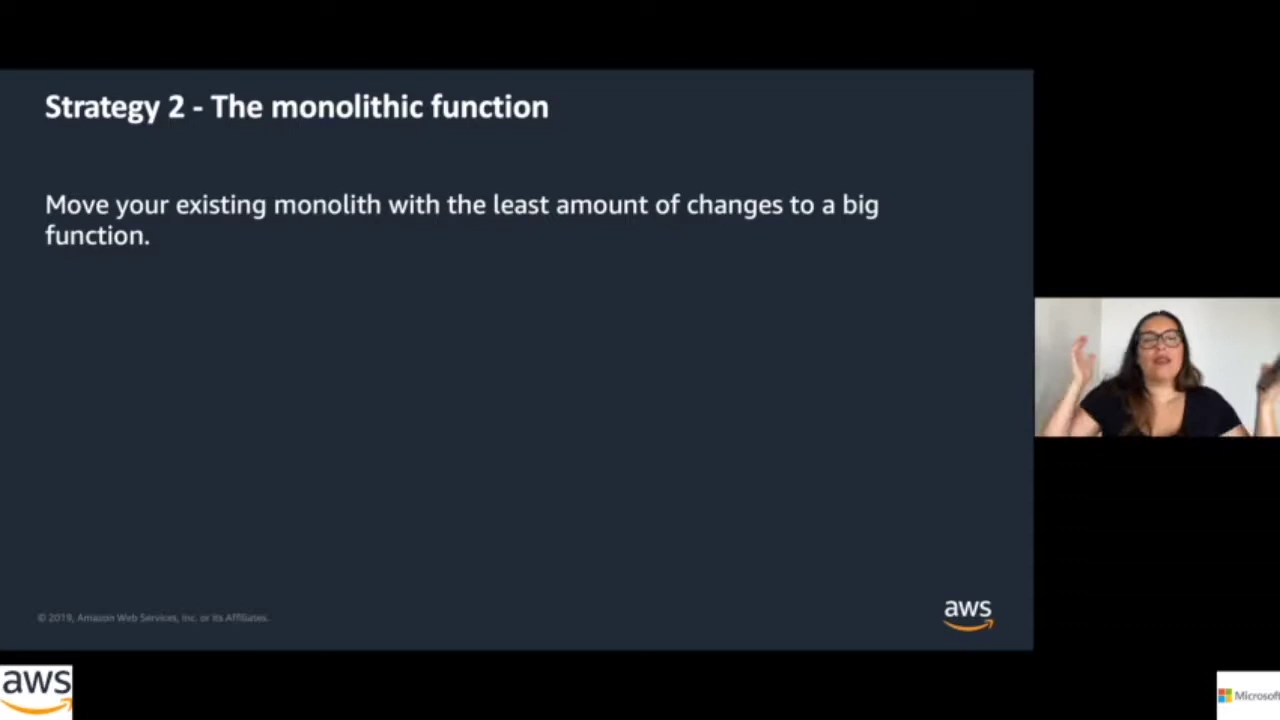 Strategy 2 - The monolithic function
Move your existing monolith with the least amount of changes to a big
function.
© 2019, Amazon Web Services, Inc. or its Affiliates.
aws
aws
Microsoft